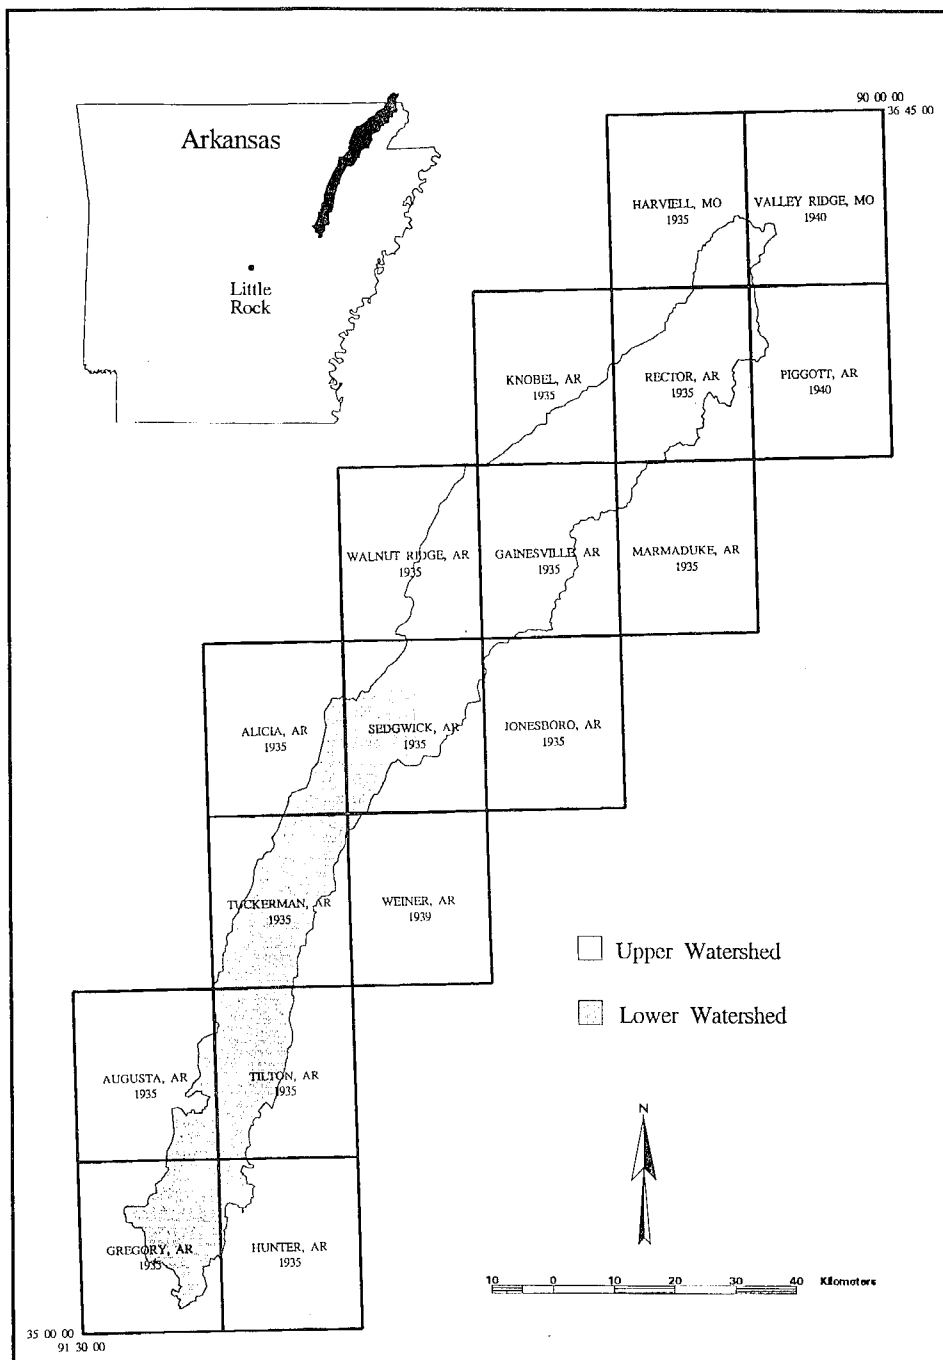 90 00 00
36 45 00
Arkansas
Little
Rock
HARVIELL, MO
1935
VALLEY RIDGE, MO
1940
KNOBEL, AR
1935
RECTOR, AR
1935
PIGGOTT, AR
1940
WALNUT RIDGE, AR
1935
GAINESVILLE, AR
1935
MARMADUKE, AR
1935
ALICIA, AR
1935
SEDGWICK, AR
1935
JONESBORO, AR
1935
TUCKERMAN, AR
1935
WEINER, AR
1939
Upper Watershed
Lower Watershed
AUGUSTA, AR
1935
TILTON, AR
1935
N
GREGORY, AR
1935
HUNTER, AR
1935
10 0 10 20 30 40 Kilometers
35 00 00
91 30 00